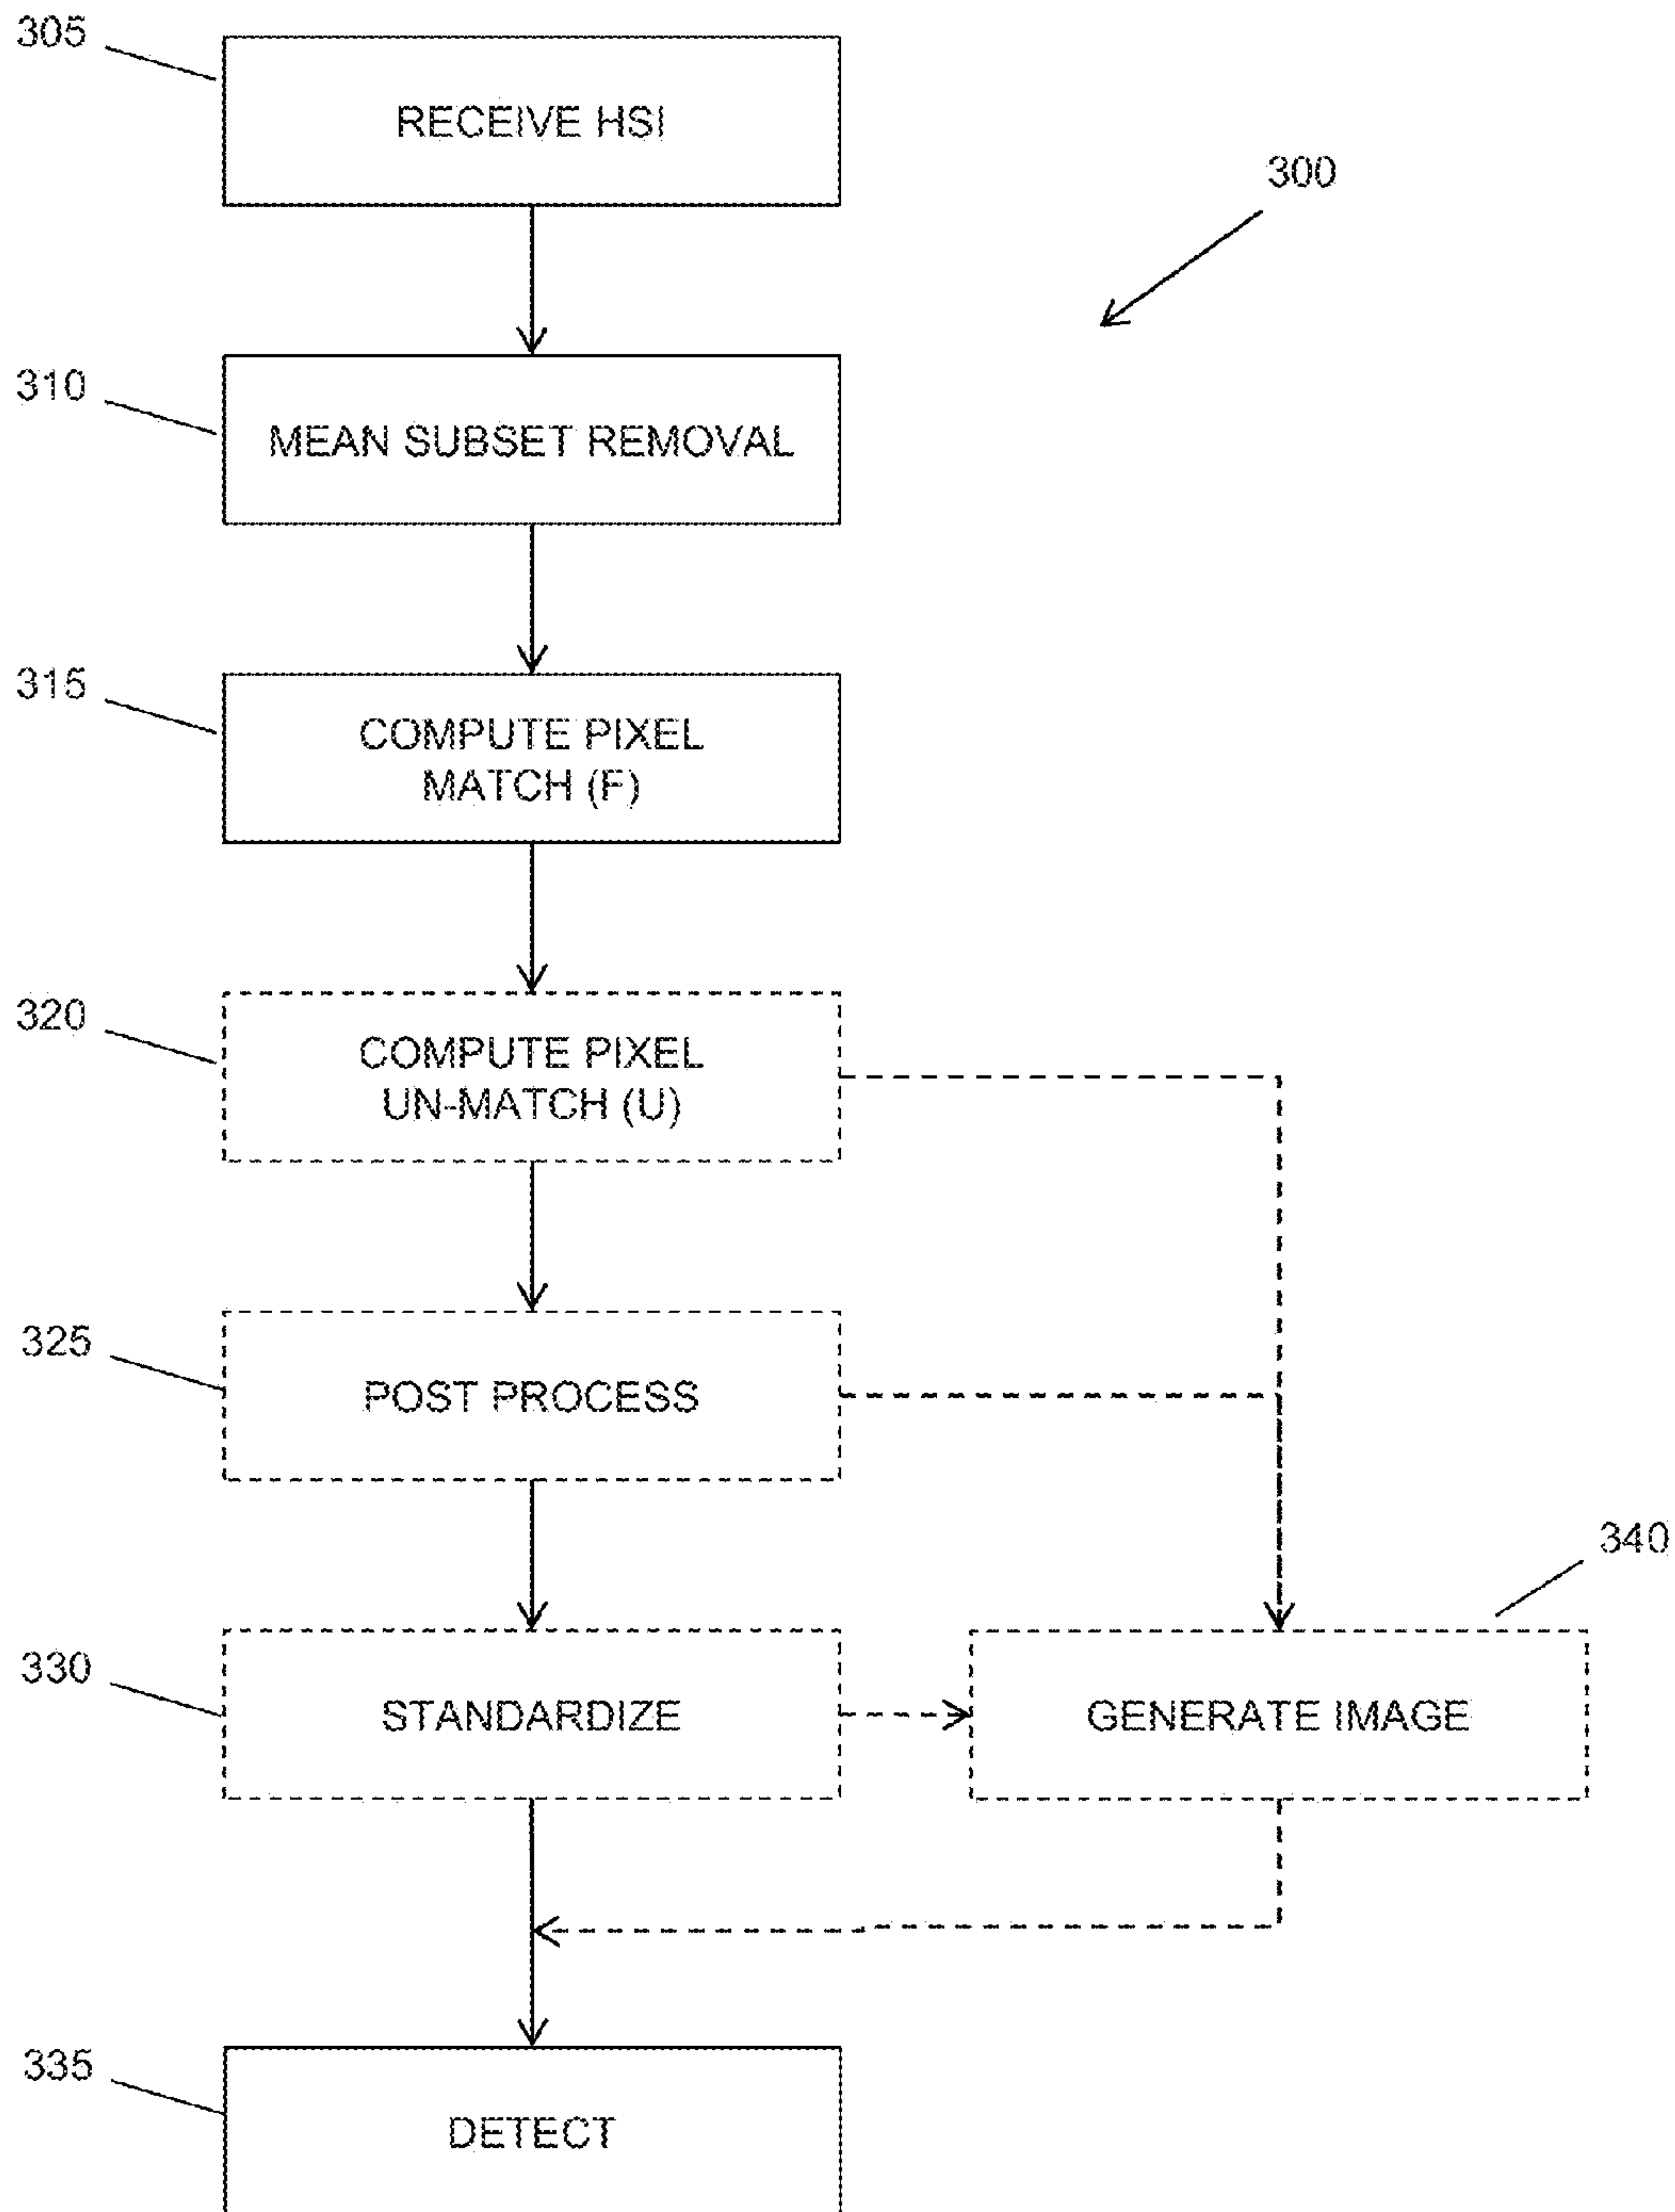 305
RECEIVE HSI
300
310
MEAN SUBSET REMOVAL
315
COMPUTE PIXEL
MATCH (F)
320
COMPUTE PIXEL
UN-MATCH (U)
325
POST PROCESS
340
330
STANDARDIZE
GENERATE IMAGE
335
DETECT